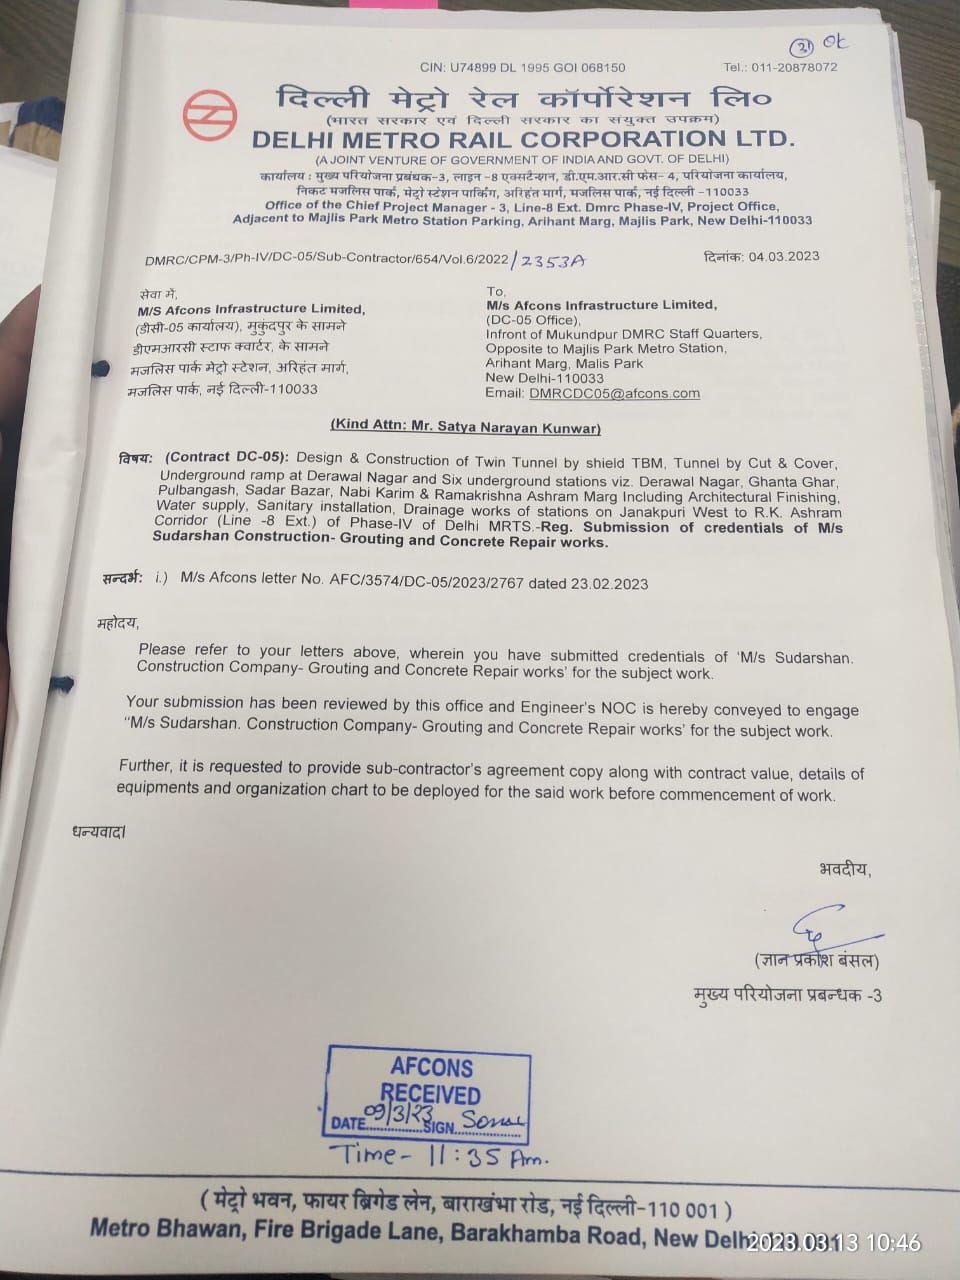 31 Ok
CIN: U74899 DL 1995 GOI 068150
Tel.: 011-20878072
दिल्ली मेट्रो रेल कॉर्पोरेशन लि०
(भारत सरकार एवं दिल्ली सरकार का संयुक्त उपक्रम)
DELHI METRO RAIL CORPORATION LTD.
(A JOINT VENTURE OF GOVERNMENT OF INDIA AND GOVT. OF DELHI)
कार्यालय : मुख्य परियोजना प्रबंधक-3, लाइन -8 एक्सटैन्शन, डी.एम.आर.सी फेस- 4, परियोजना कार्यालय,
निकट मजलिस पार्क, मेट्रो स्टेशन पार्किंग, अरिहंत मार्ग, मजलिस पार्क, नई दिल्ली -110033
Office of the Chief Project Manager - 3, Line-8 Ext. Dmrc Phase-IV, Project Office,
Adjacent to Majlis Park Metro Station Parking, Arihant Marg, Majlis Park, New Delhi-110033
DMRC/CPM-3/Ph-IV/DC-05/Sub-Contractor/654/Vol.6/2022/2353A
दिनांक: 04.03.2023
सेवा में,
M/S Afcons Infrastructure Limited,
(डीसी-05 कार्यालय), मुकुंदपुर के सामने
डीएमआरसी स्टाफ क्वार्टर, के सामने
मजलिस पार्क मेट्रो स्टेशन, अरिहंत मार्ग,
मजलिस पार्क, नई दिल्ली-110033
To,
M/s Afcons Infrastructure Limited,
(DC-05 Office),
Infront of Mukundpur DMRC Staff Quarters,
Opposite to Majlis Park Metro Station,
Arihant Marg, Malis Park
New Delhi-110033
Email: DMRCDC05@afcons.com
(Kind Attn: Mr. Satya Narayan Kunwar)
विषय: (Contract DC-05): Design & Construction of Twin Tunnel by shield TBM, Tunnel by Cut & Cover,
Underground ramp at Derawal Nagar and Six underground stations viz. Derawal Nagar, Ghanta Ghar,
Pulbangash, Sadar Bazar, Nabi Karim & Ramakrishna Ashram Marg Including Architectural Finishing,
Water supply, Sanitary installation, Drainage works of stations on Janakpuri West to R.K. Ashram
Corridor (Line -8 Ext.) of Phase-IV of Delhi MRTS.-Reg. Submission of credentials of M/s
Sudarshan Construction- Grouting and Concrete Repair works.
सन्दर्भ: i.) M/s Afcons letter No. AFC/3574/DC-05/2023/2767 dated 23.02.2023
महोदय,
Please refer to your letters above, wherein you have submitted credentials of 'M/s Sudarshan.
Construction Company- Grouting and Concrete Repair works' for the subject work.
Your submission has been reviewed by this office and Engineer's NOC is hereby conveyed to engage
"M/s Sudarshan. Construction Company- Grouting and Concrete Repair works' for the subject work.
Further, it is requested to provide sub-contractor's agreement copy along with contract value, details of
equipments and organization chart to be deployed for the said work before commencement of work.
धन्यवाद।
भवदीय,
(ज्ञान प्रकाश बंसल)
मुख्य परियोजना प्रबन्धक -3
AFCONS
RECEIVED
DATE 09/3/23 SIGN.
Time- 11:35 Am.
( मेट्रो भवन, फायर ब्रिगेड लेन, बाराखंभा रोड, नई दिल्ली-110 001 )
Metro Bhawan, Fire Brigade Lane, Barakhamba Road, New Delhi
2023.03.13 10:46